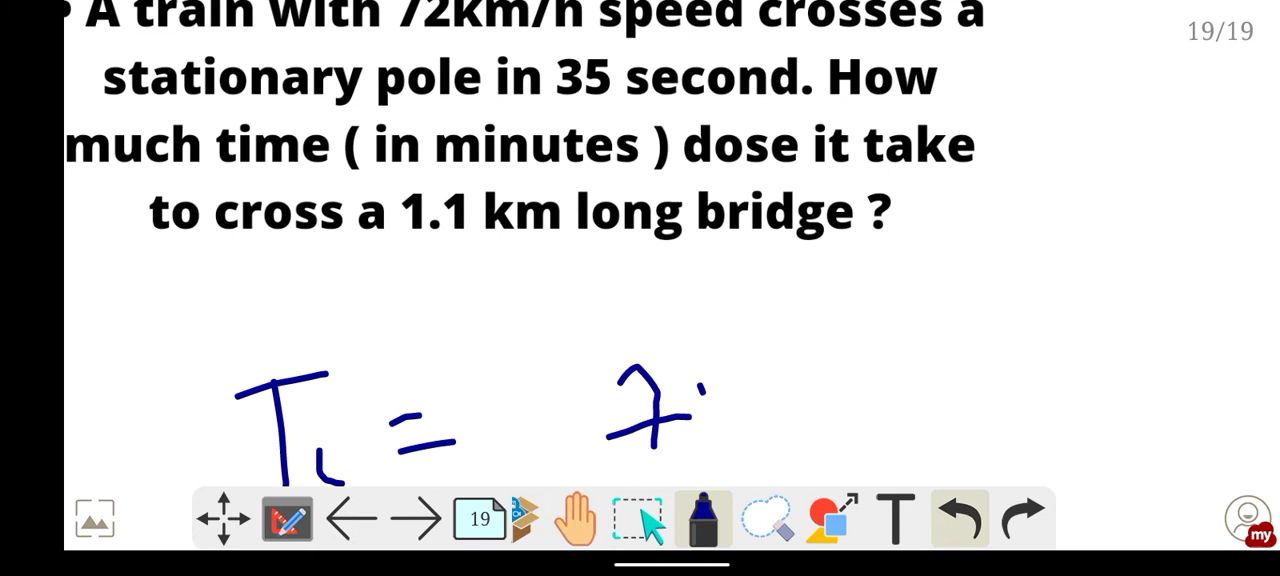 19/19
A train with 72km/h speed crosses a
stationary pole in 35 second. How
much time ( in minutes ) dose it take
to cross a 1.1 km long bridge ?
TL = 7
19
T
my